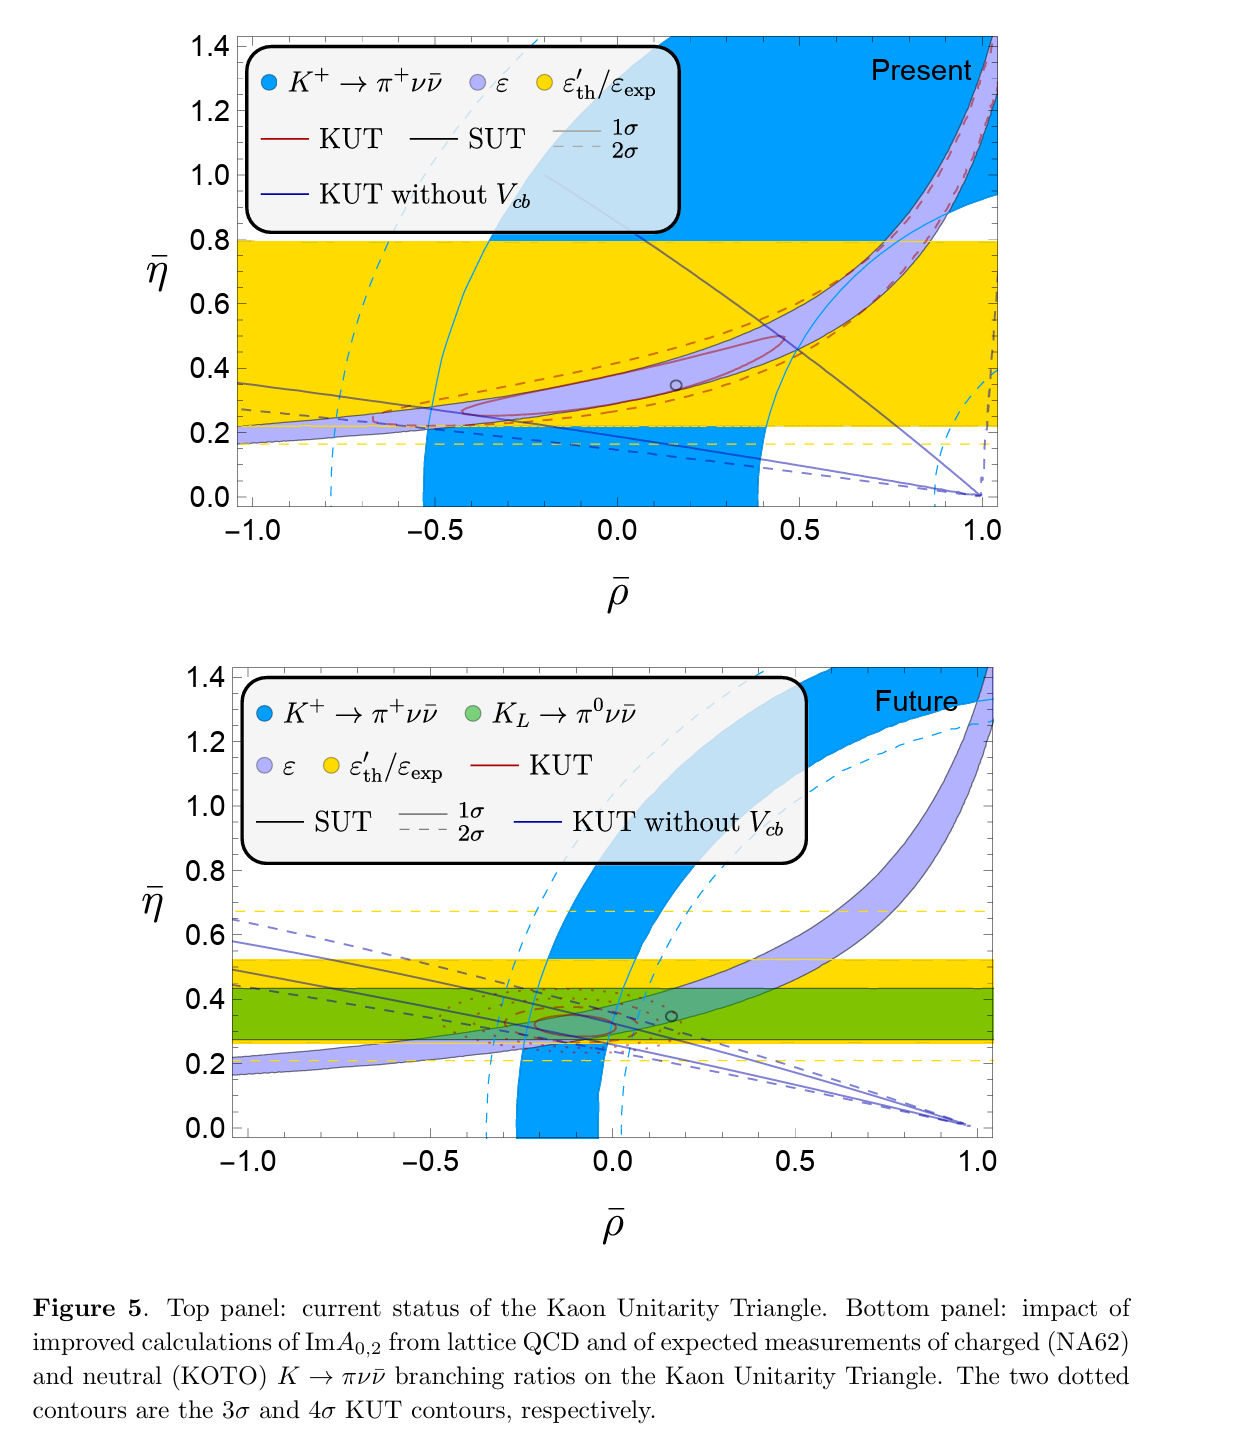 Present
K⁺ → π⁺νν̄ ε ε′th/εexp
KUT SUT 1σ
2σ
KUT without Vcb
η̄
1.4
1.2
1.0
0.8
0.6
0.4
0.2
0.0
−1.0 −0.5 0.0 0.5 1.0
ρ̄
Future
K⁺ → π⁺νν̄ K_L → π⁰νν̄
ε ε′th/εexp KUT
SUT 1σ
2σ
KUT without Vcb
η̄
1.4
1.2
1.0
0.8
0.6
0.4
0.2
0.0
−1.0 −0.5 0.0 0.5 1.0
ρ̄
Figure 5. Top panel: current status of the Kaon Unitarity Triangle. Bottom panel: impact of
improved calculations of ImA₀,₂ from lattice QCD and of expected measurements of charged (NA62)
and neutral (KOTO) K → πνν̄ branching ratios on the Kaon Unitarity Triangle. The two dotted
contours are the 3σ and 4σ KUT contours, respectively.